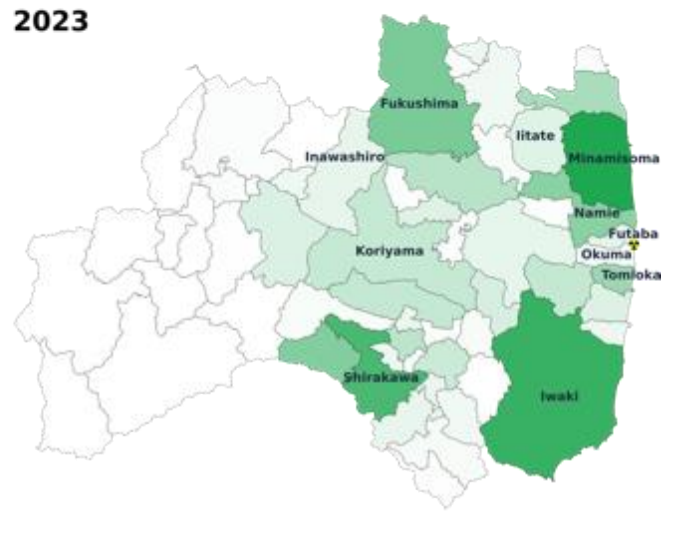 2023
Fukushima
Iitate
Inawashiro
Minamisoma
Namie
Futaba
Koriyama
Okuma
Tomioka
Shirakawa
Iwaki